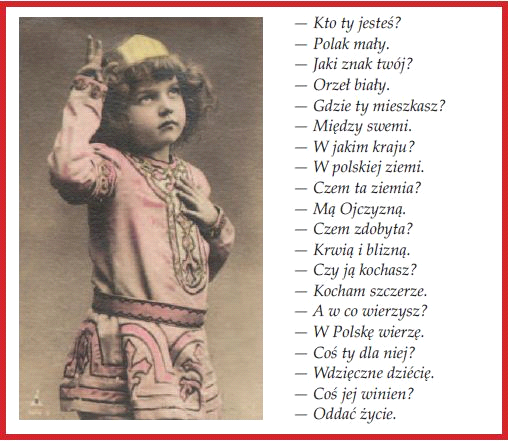 — Kto ty jesteś?
— Polak mały.
— Jaki znak twój?
— Orzeł biały.
— Gdzie ty mieszkasz?
— Między swemi.
— W jakim kraju?
— W polskiej ziemi.
— Czem ta ziemia?
— Mą Ojczyzną.
— Czem zdobyta?
— Krwią i blizną.
— Czy ją kochasz?
— Kocham szczerze.
— A w co wierzysz?
— W Polskę wierzę.
— Coś ty dla niej?
— Wdzięczne dziécię.
— Coś jej winien?
— Oddać życie.